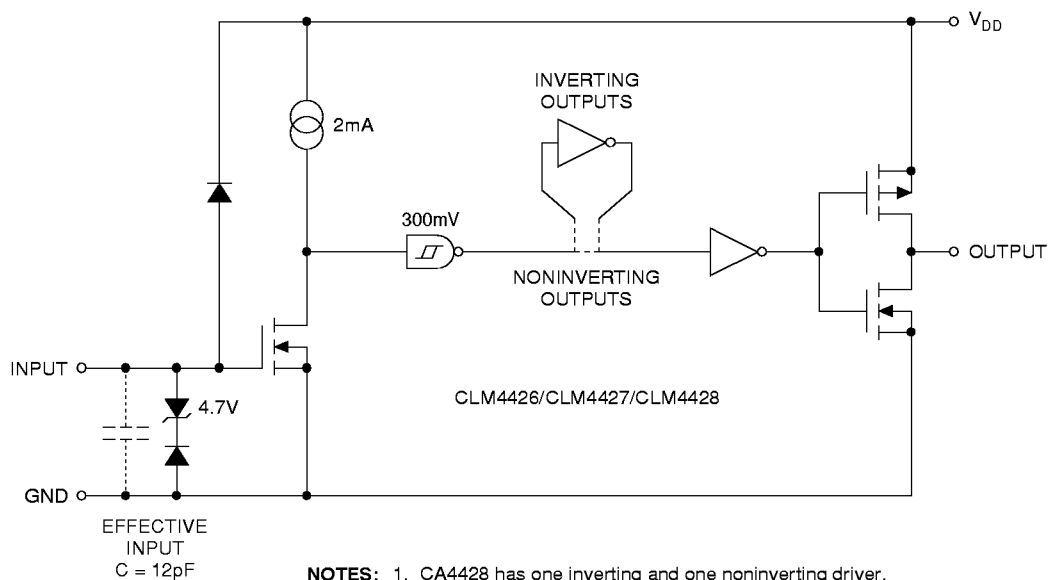 V_DD
INVERTING
OUTPUTS
2mA
300mV
NONINVERTING
OUTPUTS
OUTPUT
INPUT
4.7V
CLM4426/CLM4427/CLM4428
GND
EFFECTIVE
INPUT
C = 12pF
NOTES: 1. CA4428 has one inverting and one noninverting driver.